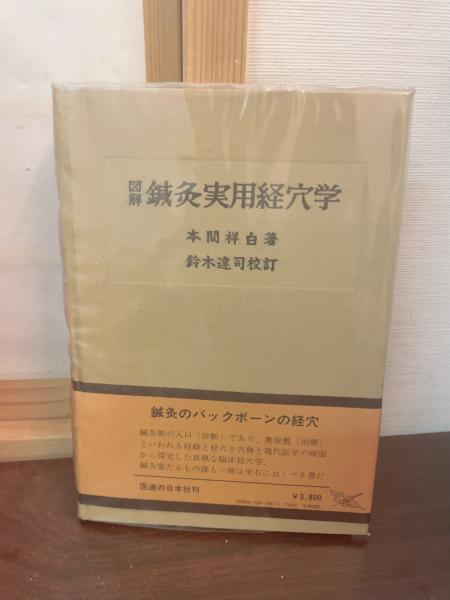 図解 鍼灸実用経穴学
本間祥白著
鈴木達司校訂
鍼灸のバックボーンの経穴
鍼灸術の入口(診断)であり、奥座敷(治療)
といわれる経絡と経穴を古典と現代医学の両面
から探究した真執な臨床経穴学。
鍼灸家たるもの誰も一冊は座右におくべき書だ
医道の日本社刊
¥3,800